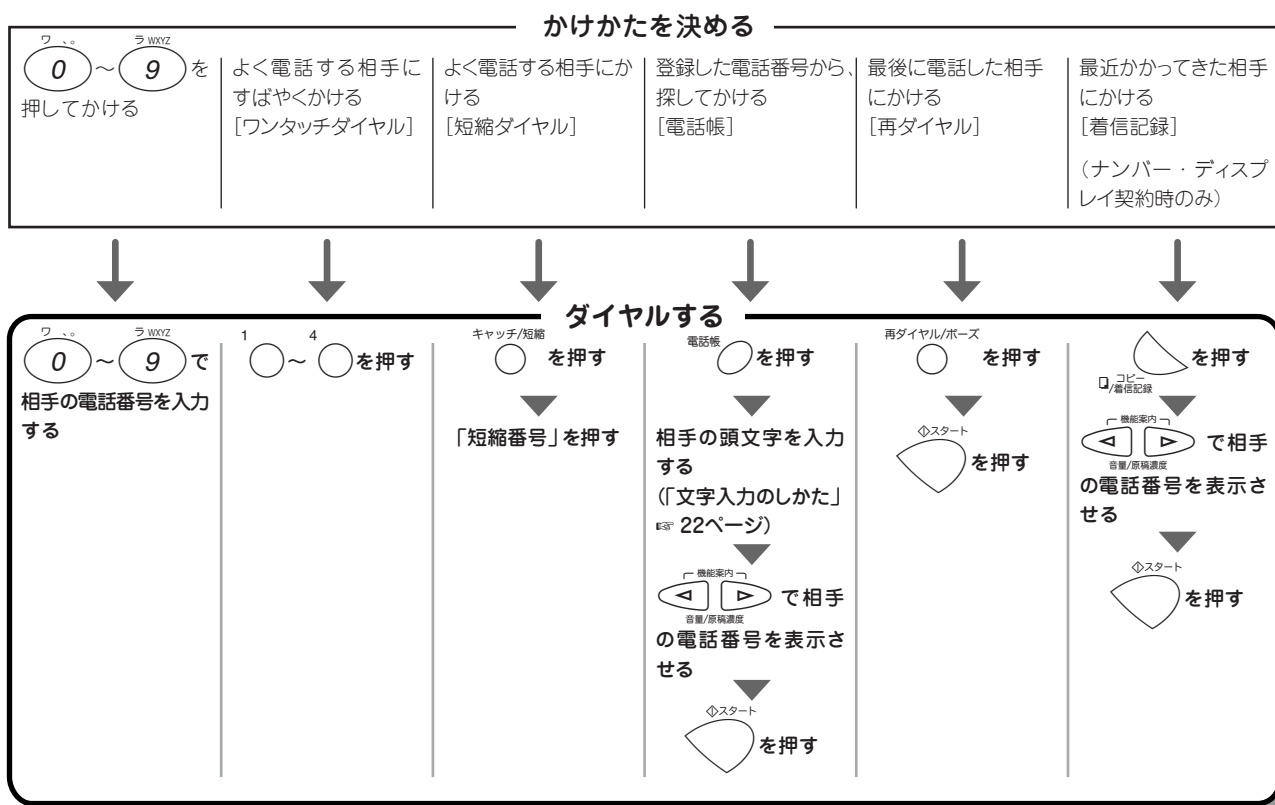 かけかたを決める
ワ 、。 ラ WXYZ
0 ～ 9 を
押してかける
よく電話する相手に
すばやくかける
［ワンタッチダイヤル］
よく電話する相手にか
ける
［短縮ダイヤル］
登録した電話番号から、
探してかける
［電話帳］
最後に電話した相手
にかける
［再ダイヤル］
最近かかってきた相手
にかける
［着信記録］
（ナンバー・ディスプ
レイ契約時のみ）
ダイヤルする
ワ 、。 ラ WXYZ
0 ～ 9 で
相手の電話番号を入力
する
1 4
～ を押す
キャッチ/短縮
を押す
「短縮番号」を押す
電話帳
を押す
相手の頭文字を入力
する
（「文字入力のしかた」
☞ 22ページ）
機能案内
で相手
音量/原稿濃度
の電話番号を表示さ
せる
スタート
を押す
再ダイヤル/ポーズ
を押す
スタート
を押す
を押す
コピー
/着信記録
機能案内
で相手
音量/原稿濃度
の電話番号を表示さ
せる
スタート
を押す